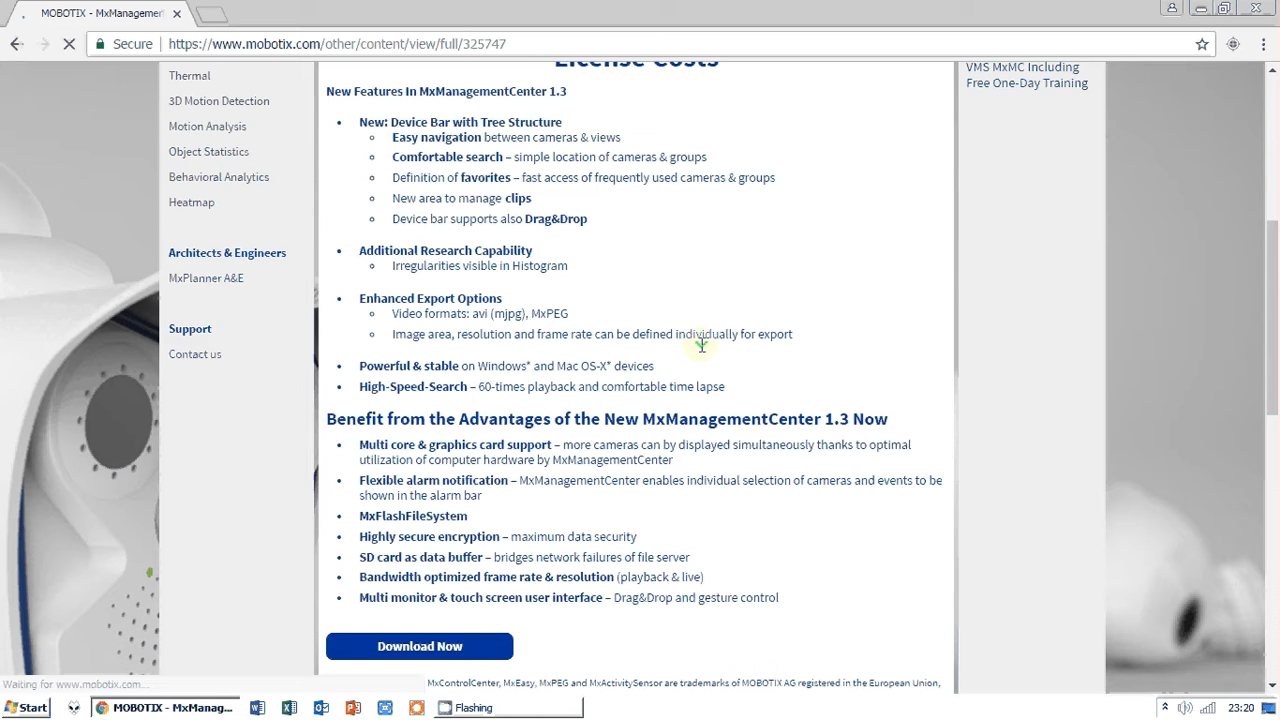 MOBOTIX - MxManagement
Secure
https://www.mobotix.com/other/content/view/full/325747
Thermal
3D Motion Detection
Motion Analysis
Object Statistics
Behavioral Analytics
Heatmap
Architects & Engineers
MxPlanner A&E
Support
Contact us
License Costs
New Features In MxManagementCenter 1.3
• New: Device Bar with Tree Structure
○ Easy navigation between cameras & views
○ Comfortable search – simple location of cameras & groups
○ Definition of favorites – fast access of frequently used cameras & groups
○ New area to manage clips
○ Device bar supports also Drag&Drop
• Additional Research Capability
○ Irregularities visible in Histogram
• Enhanced Export Options
○ Video formats: avi (mjpg), MxPEG
○ Image area, resolution and frame rate can be defined individually for export
• Powerful & stable on Windows* and Mac OS-X* devices
• High-Speed-Search – 60-times playback and comfortable time lapse
Benefit from the Advantages of the New MxManagementCenter 1.3 Now
• Multi core & graphics card support – more cameras can by displayed simultaneously thanks to optimal
utilization of computer hardware by MxManagementCenter
• Flexible alarm notification – MxManagementCenter enables individual selection of cameras and events to be
shown in the alarm bar
• MxFlashFileSystem
• Highly secure encryption – maximum data security
• SD card as data buffer – bridges network failures of file server
• Bandwidth optimized frame rate & resolution (playback & live)
• Multi monitor & touch screen user interface – Drag&Drop and gesture control
Download Now
MxControlCenter, MxEasy, MxPEG and MxActivitySensor are trademarks of MOBOTIX AG registered in the European Union,
VMS MxMC Including
Free One-Day Training
Waiting for www.mobotix.com...
Start
MOBOTIX - MxManag...
Flashing
23:20